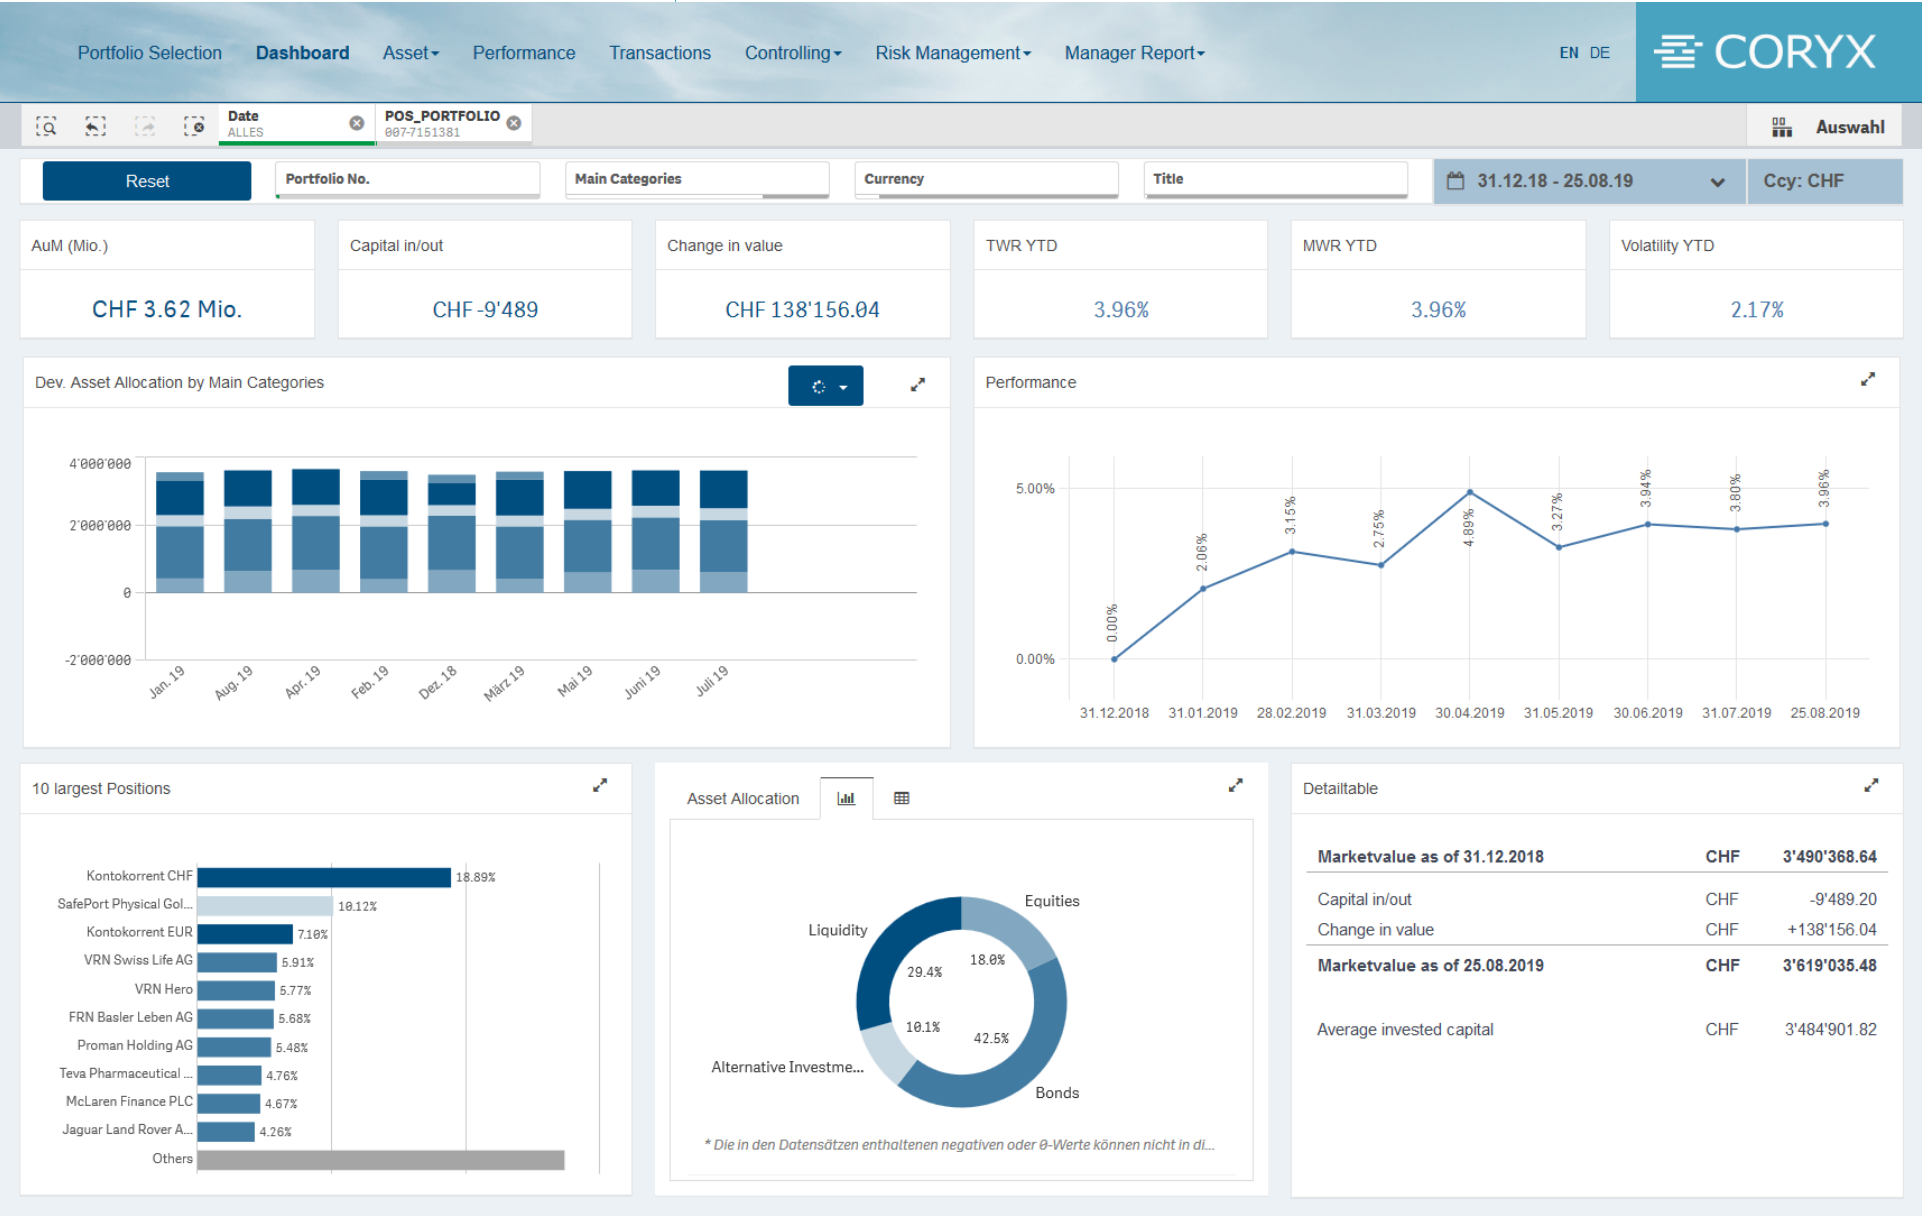 Portfolio Selection Dashboard Asset Performance Transactions Controlling Risk Management Manager Report EN DE CORYX
Date POS_PORTFOLIO
ALLES 007-7151381
Auswahl
Reset Portfolio No. Main Categories Currency Title 31.12.18 - 25.08.19 Ccy: CHF
AuM (Mio.) Capital in/out Change in value TWR YTD MWR YTD Volatility YTD
CHF 3.62 Mio. CHF -9'489 CHF 138'156.04 3.96% 3.96% 2.17%
Dev. Asset Allocation by Main Categories
4'000'000
2'000'000
0
-2'000'000
Jan. 19 Aug. 19 Apr. 19 Feb. 19 Dez. 18 März 19 Mai 19 Juni 19 Juli 19
Performance
5.00%
0.00%
0.00% 2.06% 3.15% 2.75% 4.89% 3.27% 3.94% 3.80% 3.96%
31.12.2018 31.01.2019 28.02.2019 31.03.2019 30.04.2019 31.05.2019 30.06.2019 31.07.2019 25.08.2019
10 largest Positions
Kontokorrent CHF 18.89%
SafePort Physical Gol... 10.12%
Kontokorrent EUR 7.10%
VRN Swiss Life AG 5.91%
VRN Hero 5.77%
FRN Basler Leben AG 5.68%
Proman Holding AG 5.48%
Teva Pharmaceutical ... 4.76%
McLaren Finance PLC 4.67%
Jaguar Land Rover A... 4.26%
Others
Asset Allocation
Equities
Liquidity
29.4% 18.0%
10.1% 42.5%
Alternative Investme...
Bonds
* Die in den Datensätzen enthaltenen negativen oder 0-Werte können nicht in di...
Detailtable
Marketvalue as of 31.12.2018 CHF 3'490'368.64
Capital in/out CHF -9'489.20
Change in value CHF +138'156.04
Marketvalue as of 25.08.2019 CHF 3'619'035.48
Average invested capital CHF 3'484'901.82